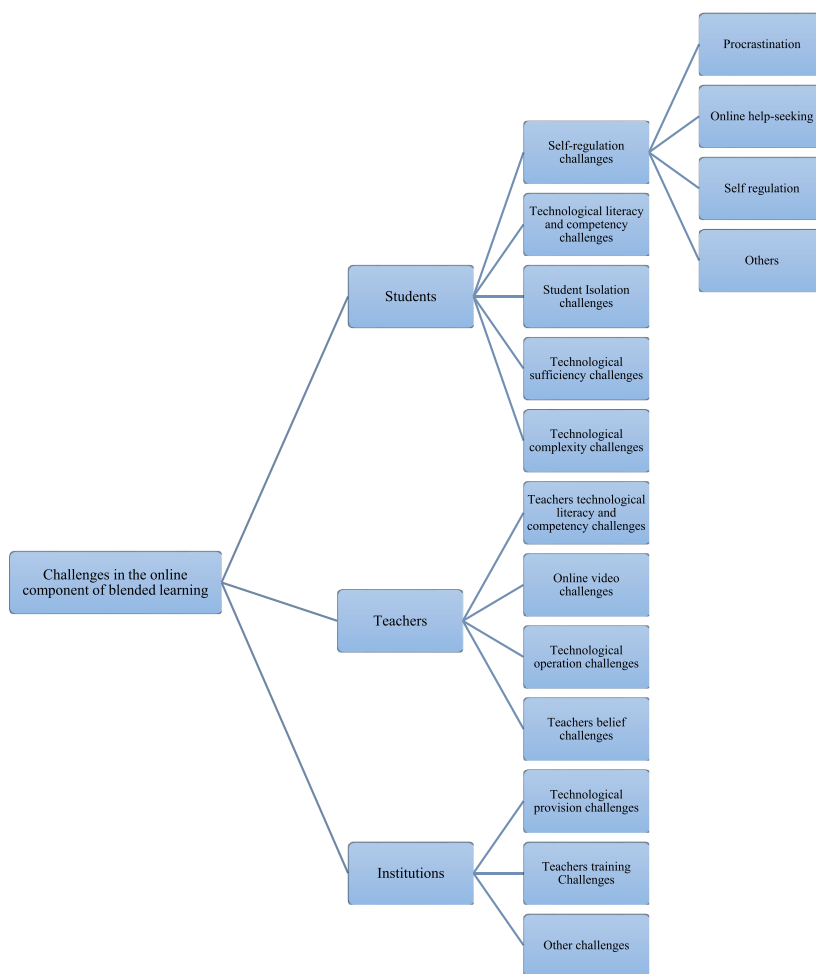 Challenges in the online
component of blended learning
Students
Self-regulation
challanges
Procrastination
Online help-seeking
Self regulation
Others
Technological literacy
and competency
challenges
Student Isolation
challenges
Technological
sufficiency challenges
Technological
complexity challenges
Teachers
Teachers technological
literacy and
competency challenges
Online video
challenges
Technological
operation challenges
Teachers belief
challenges
Institutions
Technological
provision challenges
Teachers training
Challenges
Other challenges